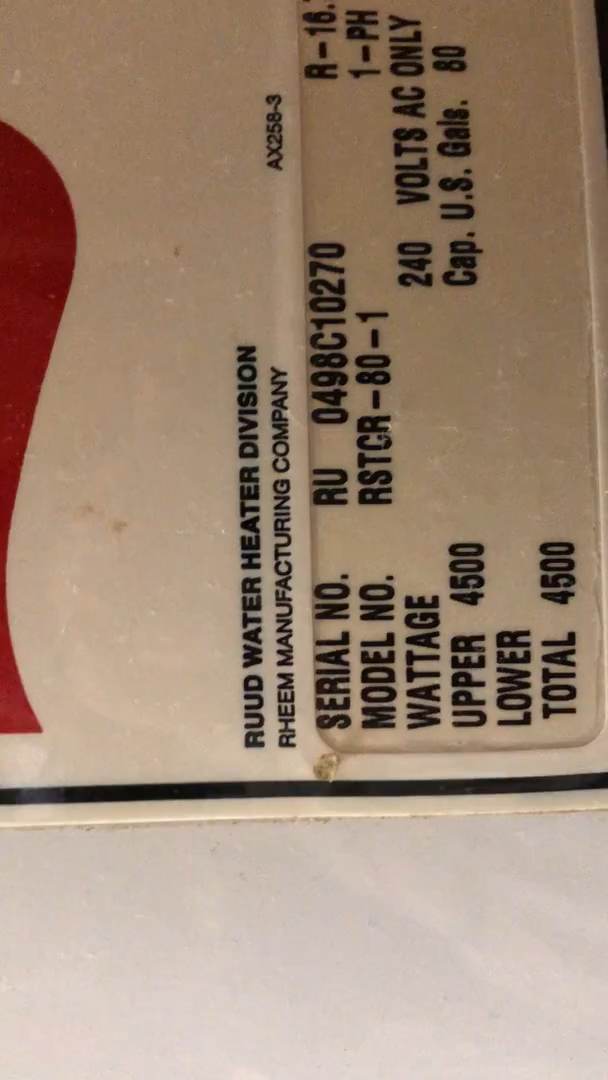 RUUD WATER HEATER DIVISION
RHEEM MANUFACTURING COMPANY AX258-3
SERIAL NO. RU 0498C10270 R-16.
MODEL NO. RSTCR-80-1 1-PH
WATTAGE 240 VOLTS AC ONLY
UPPER 4500 Cap. U.S. Gals. 80
LOWER
TOTAL 4500